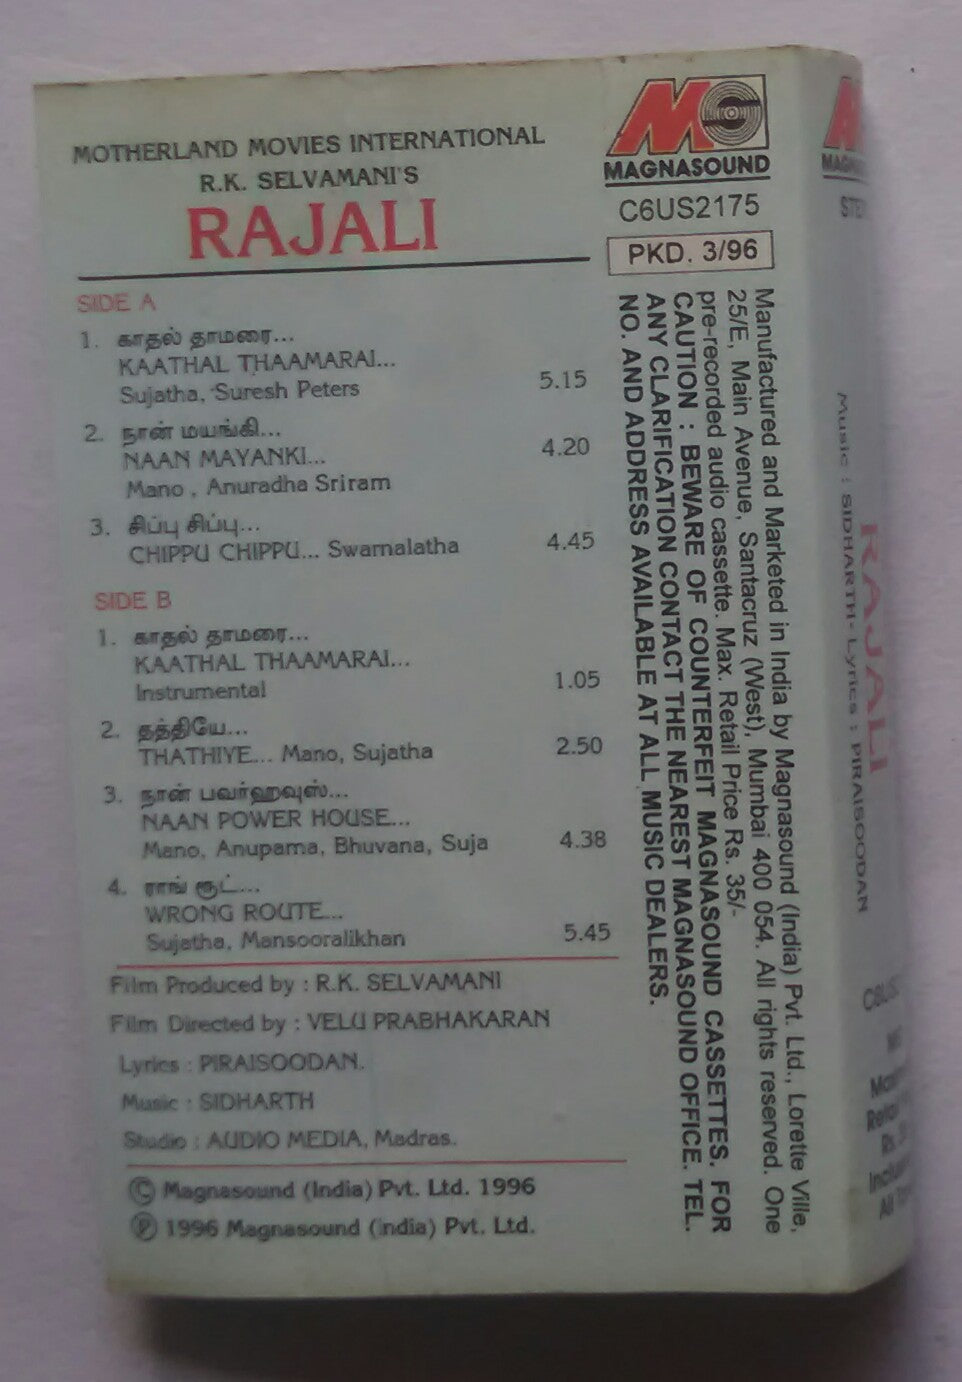 MOTHERLAND MOVIES INTERNATIONAL
R.K. SELVAMANI'S
RAJALI
SIDE A
1. காதல் தாமரை...
KAATHAL THAAMARAI...
Sujatha, Suresh Peters 5.15
2. நான் மயங்கி...
NAAN MAYANKI... 4.20
Mano , Anuradha Sriram
3. சிப்பு சிப்பு...
CHIPPU CHIPPU... Swarnalatha 4.45
SIDE B
1. காதல் தாமரை...
KAATHAL THAAMARAI...
Instrumental 1.05
2. தத்தியே...
THATHIYE... Mano, Sujatha 2.50
3. நான் பவர்ஹவுஸ்...
NAAN POWER HOUSE...
Mano, Anupama, Bhuvana, Suja 4.38
4. ராங் ரூட்...
WRONG ROUTE...
Sujatha, Mansooralikhan 5.45
Film Produced by : R.K. SELVAMANI
Film Directed by : VELU PRABHAKARAN
Lyrics : PIRAISOODAN.
Music : SIDHARTH
Studio : AUDIO MEDIA, Madras.
© Magnasound (India) Pvt. Ltd. 1996
℗ 1996 Magnasound (India) Pvt. Ltd.
MAGNASOUND
C6US2175
PKD. 3/96
Manufactured and Marketed in India by Magnasound (India) Pvt. Ltd., Lorette Ville,
25/E, Main Avenue, Santacruz (West), Mumbai 400 054. All rights reserved. One
pre-recorded audio cassette. Max. Retail Price Rs. 35/-
CAUTION : BEWARE OF COUNTERFEIT MAGNASOUND CASSETTES. FOR
ANY CLARIFICATION CONTACT THE NEAREST MAGNASOUND OFFICE. TEL.
NO. AND ADDRESS AVAILABLE AT ALL MUSIC DEALERS.
RAJALI
Music : SIDHARTH - Lyrics : PIRAISOODAN